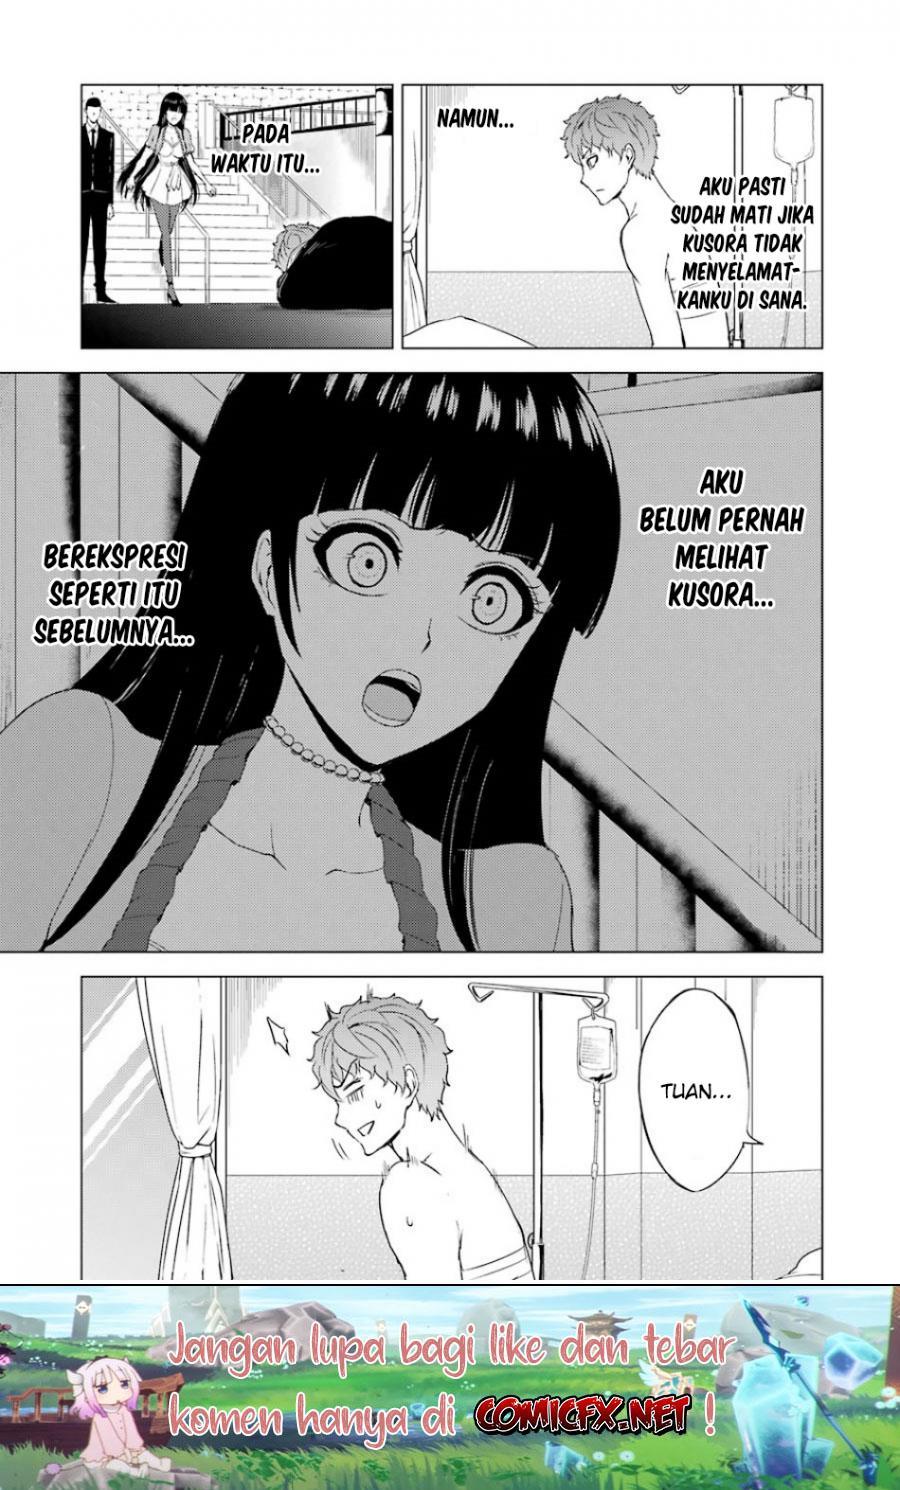 NAMUN...
AKU PASTI
SUDAH MATI JIKA
KUSORA TIDAK
MENYELAMAT-
KANKU DI SANA.
PADA
WAKTU ITU...
AKU
BELUM PERNAH
MELIHAT
KUSORA...
BEREKSPRESI
SEPERTI ITU
SEBELUMNYA...
TUAN...
Jangan lupa bagi like dan tebar
komen hanya di COMICFX.NET !